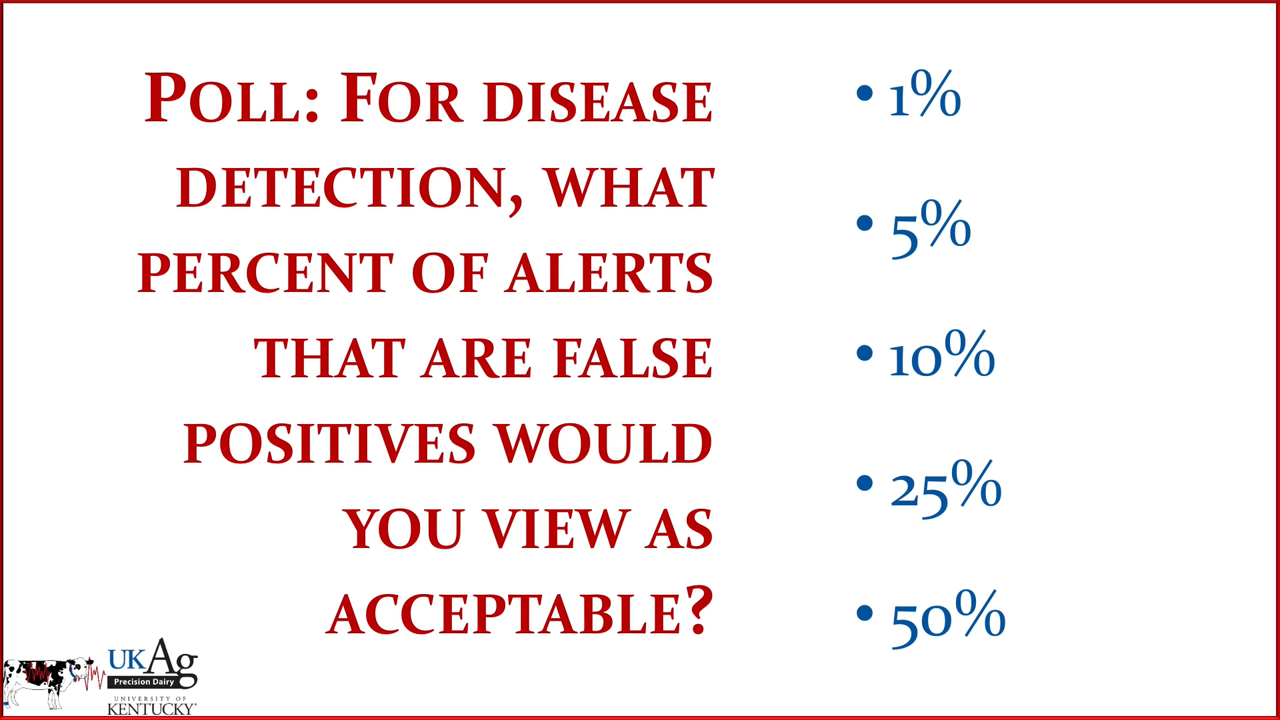 POLL: FOR DISEASE
DETECTION, WHAT
PERCENT OF ALERTS
THAT ARE FALSE
POSITIVES WOULD
YOU VIEW AS
ACCEPTABLE?
• 1%
• 5%
• 10%
• 25%
• 50%
UKAg
Precision Dairy
UNIVERSITY OF
KENTUCKY